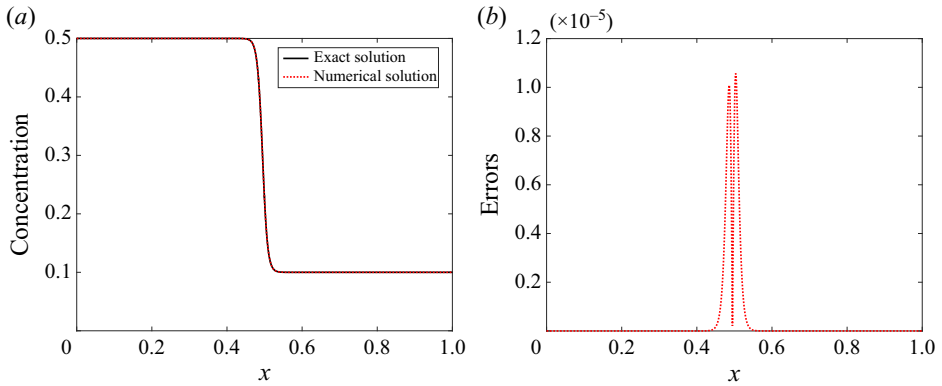 (a)
0.5
0.4
0.3
0.2
0.1
Concentration
Exact solution
Numerical solution
0 0.2 0.4 0.6 0.8 1.0
x
(b)
(×10⁻⁵)
1.2
1.0
0.8
0.6
0.4
0.2
Errors
0 0.2 0.4 0.6 0.8 1.0
x